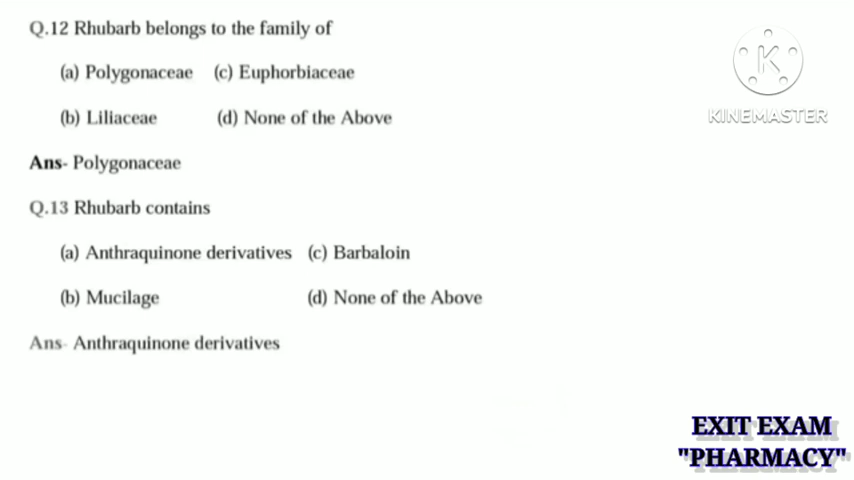 Q.12 Rhubarb belongs to the family of
(a) Polygonaceae (c) Euphorbiaceae
(b) Liliaceae (d) None of the Above
Ans- Polygonaceae
Q.13 Rhubarb contains
(a) Anthraquinone derivatives (c) Barbaloin
(b) Mucilage (d) None of the Above
Ans- Anthraquinone derivatives
K
KINEMASTER
EXIT EXAM
"PHARMACY"